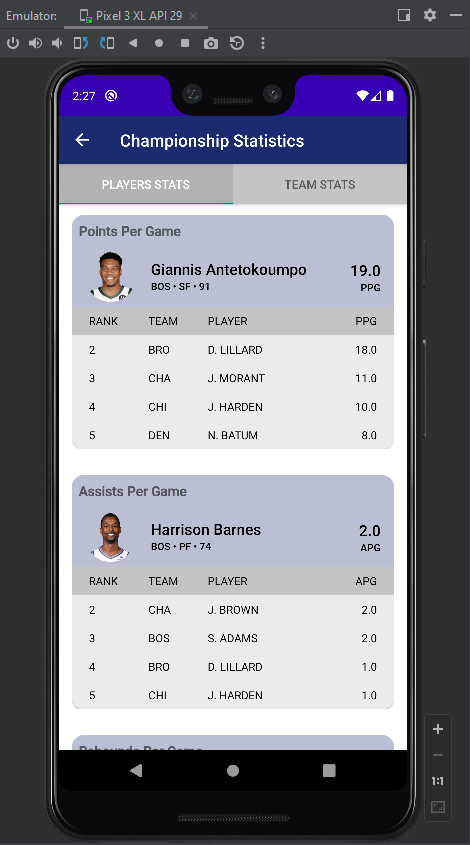 Emulator: Pixel 3 XL API 29
2:27
Championship Statistics
PLAYERS STATS TEAM STATS
Points Per Game
Giannis Antetokoumpo 19.0
BOS • SF • 91 PPG
RANK TEAM PLAYER PPG
2 BRO D. LILLARD 18.0
3 CHA J. MORANT 11.0
4 CHI J. HARDEN 10.0
5 DEN N. BATUM 8.0
Assists Per Game
Harrison Barnes 2.0
BOS • PF • 74 APG
RANK TEAM PLAYER APG
2 CHA J. BROWN 2.0
3 BOS S. ADAMS 2.0
4 BRO D. LILLARD 1.0
5 CHI J. HARDEN 1.0
Rebounds Per Game
1:1